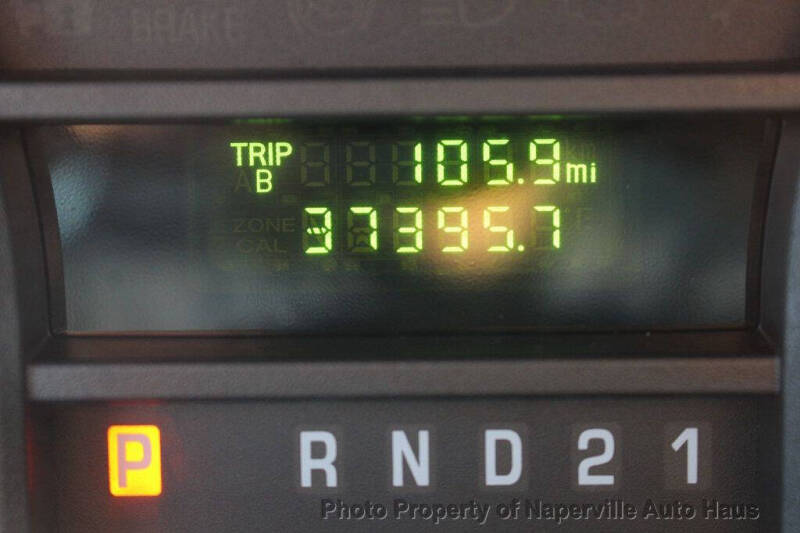 BRAKE
TRIP 105.9 mi
B
ZONE 37395.7
CAL
P R N D 2 1
Photo Property of Naperville Auto Haus